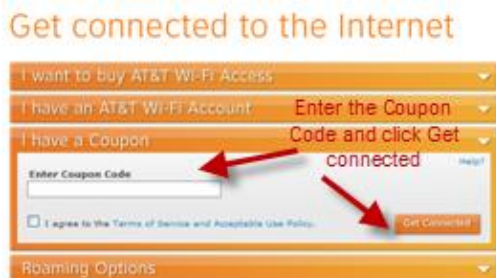 Get connected to the Internet
I want to buy AT&T Wi-Fi Access
I have an AT&T Wi-Fi Account
Enter the Coupon
Code and click Get
connected
I have a Coupon
Help?
Enter Coupon Code
I agree to the Terms of Service and Acceptable Use Policy.
Get Connected
Roaming Options